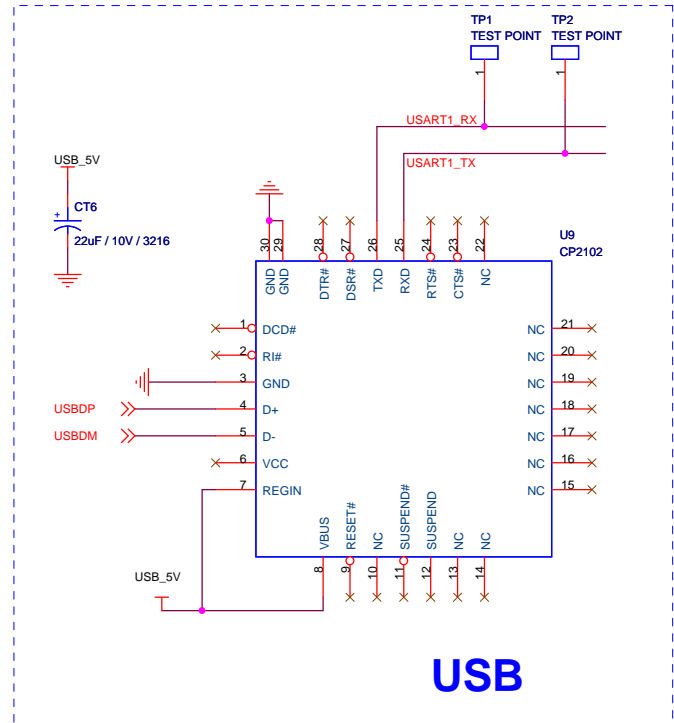 TP1
TEST POINT
TP2
TEST POINT
1
1
USART1_RX
USART1_TX
USB_5V
+
CT6
22uF / 10V / 3216
U9
CP2102
30
29
28
27
26
25
24
23
22
GND
GND
DTR#
DSR#
TXD
RXD
RTS#
CTS#
NC
1 DCD#
2 RI#
3 GND
USBDP 4 D+
USBDM 5 D-
6 VCC
7 REGIN
NC 21
NC 20
NC 19
NC 18
NC 17
NC 16
NC 15
VBUS
RESET#
NC
SUSPEND#
SUSPEND
NC
NC
8
9
10
11
12
13
14
USB_5V
USB